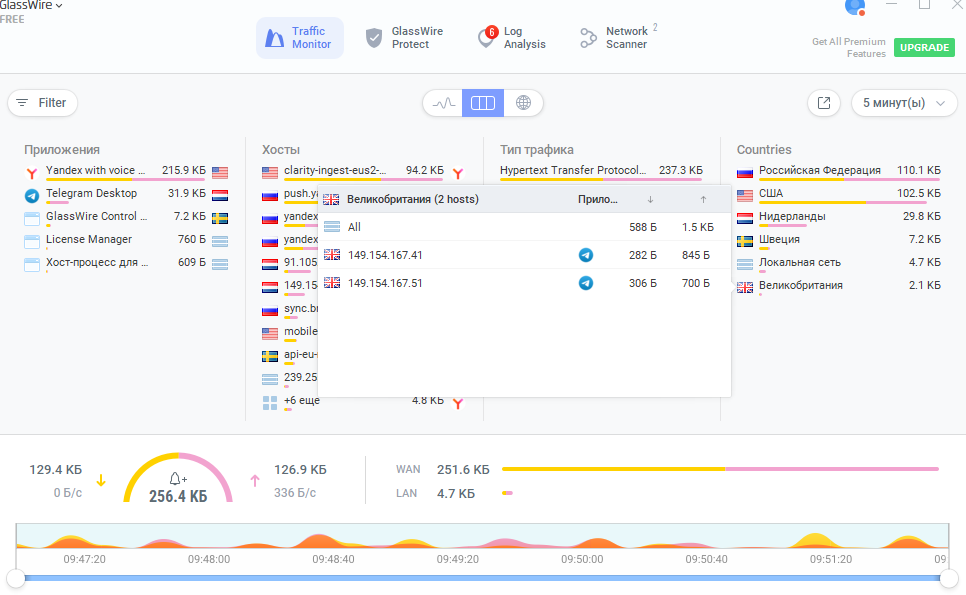 GlassWire
FREE
Traffic
Monitor
GlassWire
Protect
6
Log
Analysis
Network
Scanner
2
Get All Premium
Features
UPGRADE
Filter
5 минут(ы)
Приложения
Yandex with voice ... 215.9 КБ
Telegram Desktop 31.9 КБ
GlassWire Control ... 7.2 КБ
License Manager 760 Б
Хост-процесс для ... 609 Б
Хосты
clarity-ingest-eus2-... 94.2 КБ
push.y
yandex
yandex
91.105
149.15
sync.b
mobile
api-eu-
239.25
+6 еще 4.8 КБ
Тип трафика
Hypertext Transfer Protocol... 237.3 КБ
Великобритания (2 hosts) Прило... ↓ ↑
All 588 Б 1.5 КБ
149.154.167.41 282 Б 845 Б
149.154.167.51 306 Б 700 Б
Countries
Российская Федерация 110.1 КБ
США 102.5 КБ
Нидерланды 29.8 КБ
Швеция 7.2 КБ
Локальная сеть 4.7 КБ
Великобритания 2.1 КБ
129.4 КБ
0 Б/с
256.4 КБ
126.9 КБ
336 Б/с
WAN 251.6 КБ
LAN 4.7 КБ
09:47:20 09:48:00 09:48:40 09:49:20 09:50:00 09:50:40 09:51:20 09: